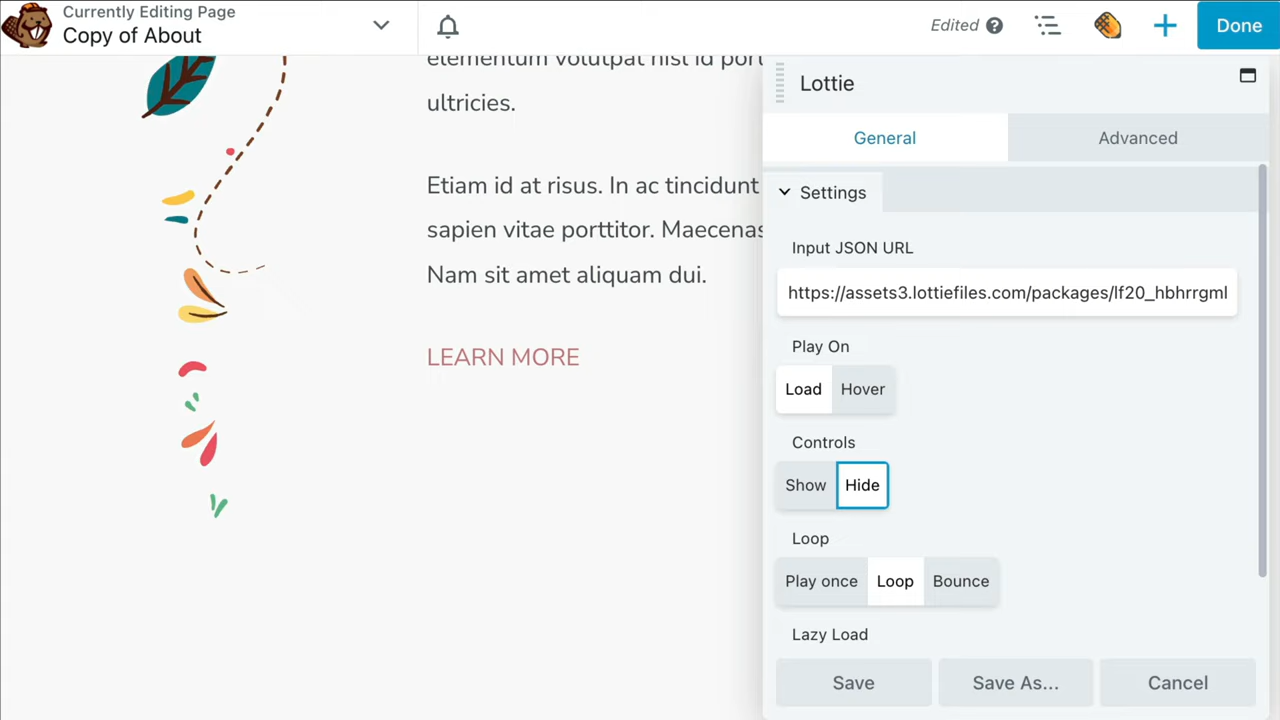 Currently Editing Page
Copy of About
Edited
?
Done
elementum volutpat nisl id port
ultricies.
Etiam id at risus. In ac tincidunt
sapien vitae porttitor. Maecenas
Nam sit amet aliquam dui.
LEARN MORE
Lottie
General
Advanced
Settings
Input JSON URL
https://assets3.lottiefiles.com/packages/lf20_hbhrrgml
Play On
Load
Hover
Controls
Show
Hide
Loop
Play once
Loop
Bounce
Lazy Load
Save
Save As...
Cancel